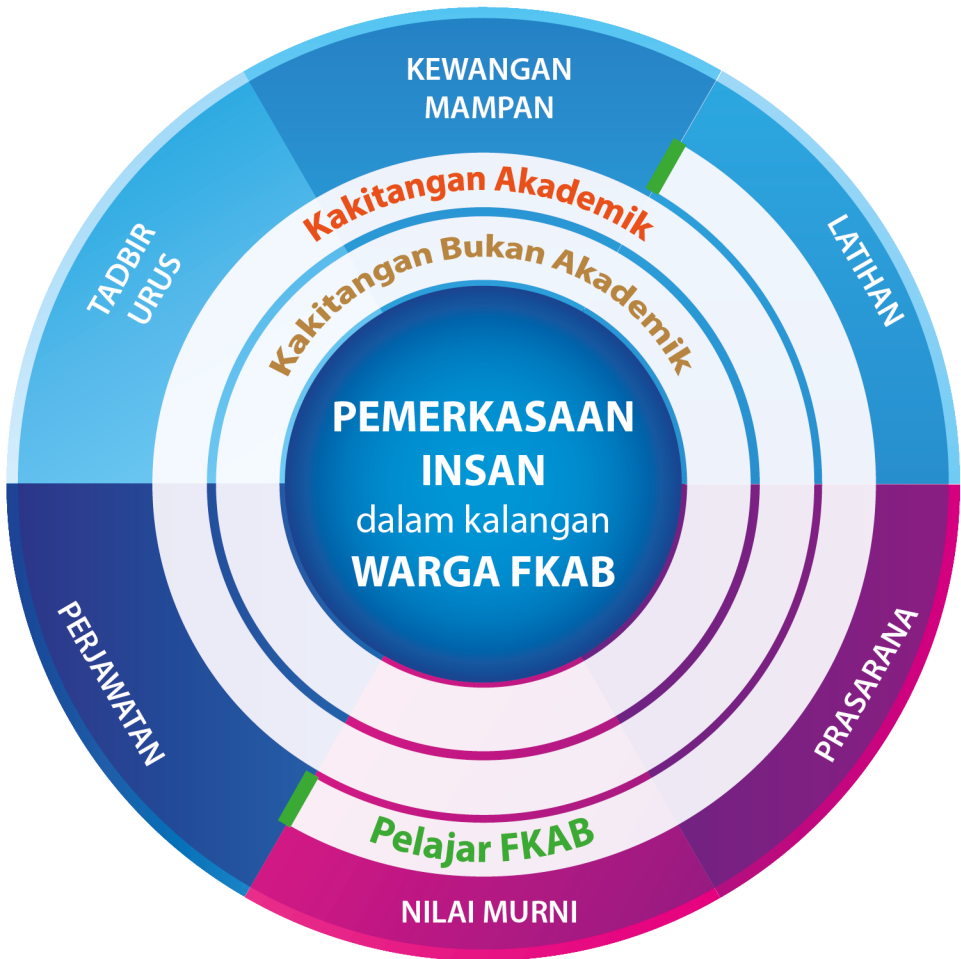 KEWANGAN
MAMPAN
LATIHAN
PRASARANA
NILAI MURNI
PERJAWATAN
TADBIR
URUS
Kakitangan Akademik
Kakitangan Bukan Akademik
Pelajar FKAB
PEMERKASAAN
INSAN
dalam kalangan
WARGA FKAB